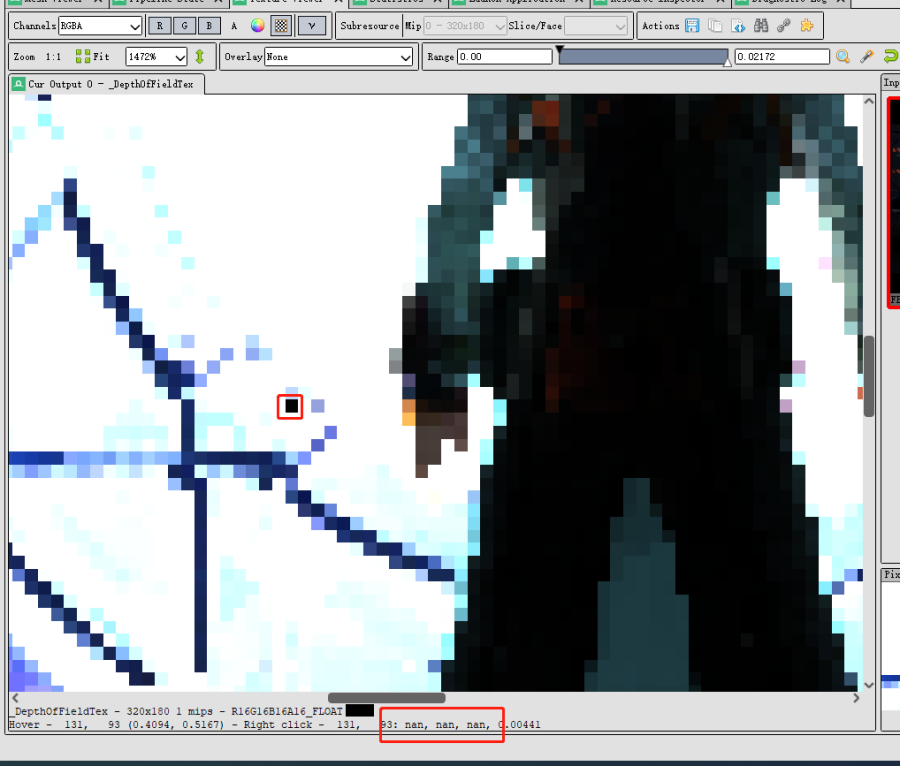 Mesh Viewer Pipeline State Texture Viewer Statistics Launch Application Resource Inspector Diagnostic Log
Channels RGBA R G B A γ Subresource Mip 0 - 320x180 Slice/Face Actions
Zoom 1:1 Fit 1472% Overlay None Range 0.00 0.02172
Cur Output 0 - _DepthOfFieldTex
Inp
Pix
_DepthOfFieldTex - 320x180 1 mips - R16G16B16A16_FLOAT
Hover - 131, 93 (0.4094, 0.5167) - Right click - 131, 93: nan, nan, nan, 0.00441